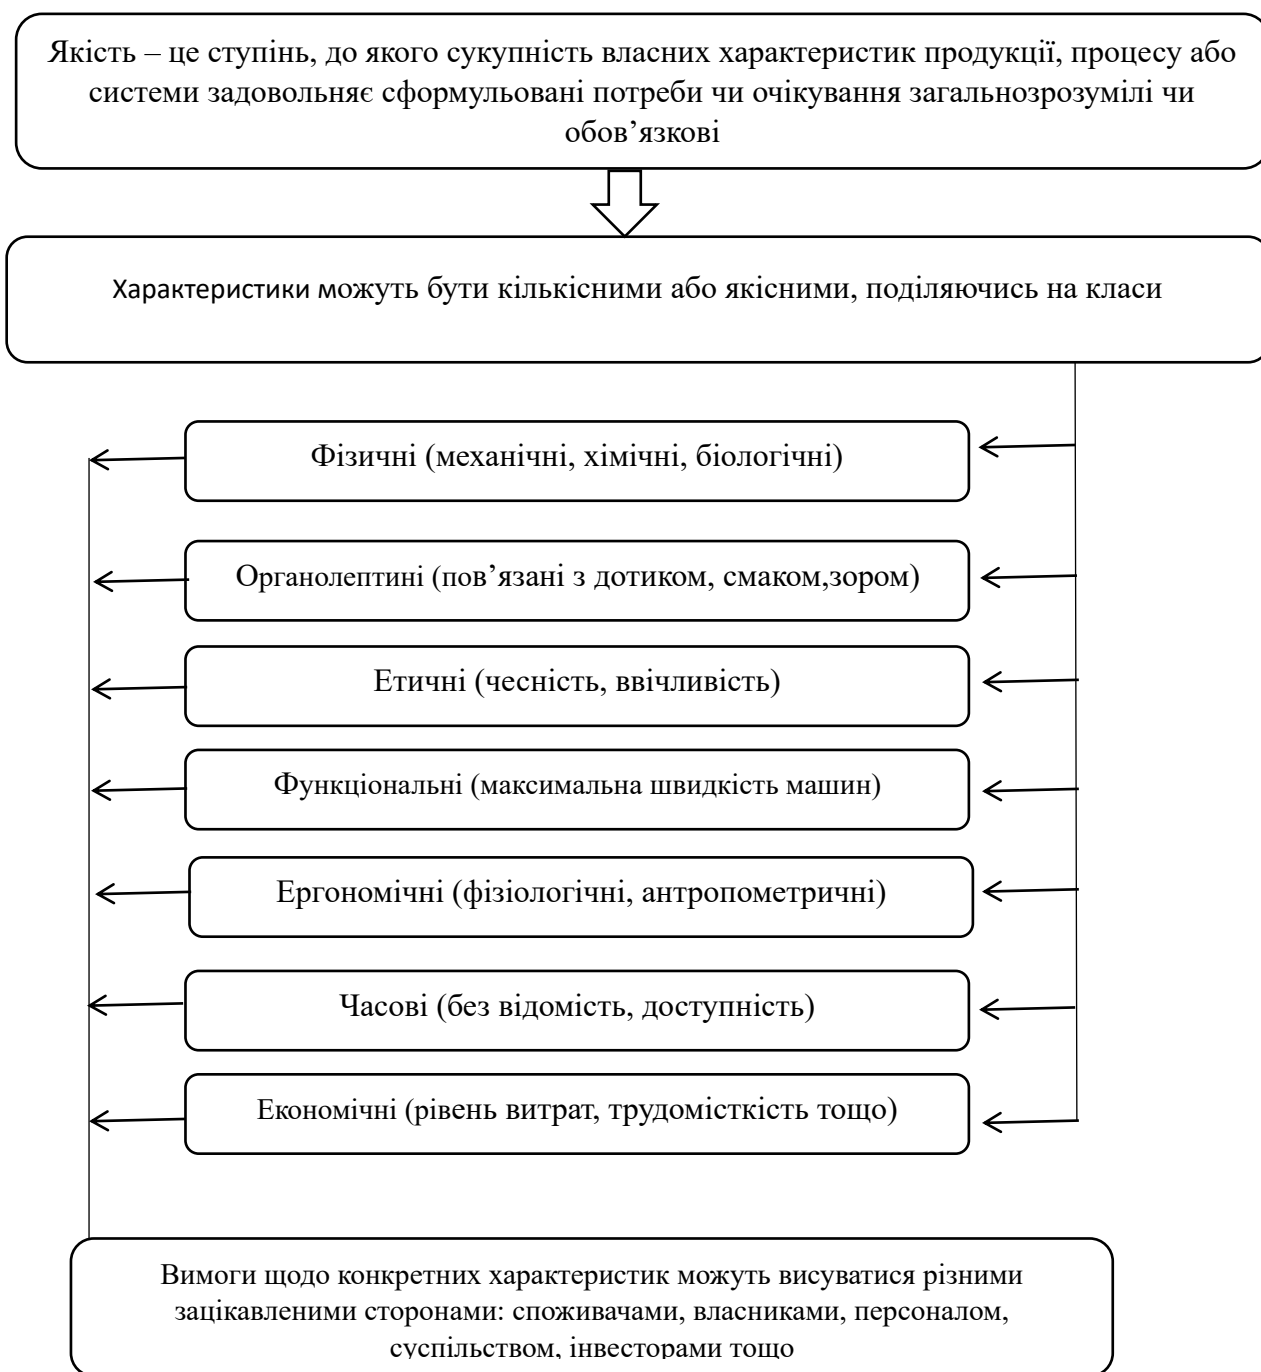 Якість – це ступінь, до якого сукупність власних характеристик продукції, процесу або
системи задовольняє сформульовані потреби чи очікування загальнозрозумілі чи
обов’язкові
Характеристики можуть бути кількісними або якісними, поділяючись на класи
Фізичні (механічні, хімічні, біологічні)
Органолептині (пов’язані з дотиком, смаком,зором)
Етичні (чесність, ввічливість)
Функціональні (максимальна швидкість машин)
Ергономічні (фізіологічні, антропометричні)
Часові (без відомість, доступність)
Економічні (рівень витрат, трудомісткість тощо)
Вимоги щодо конкретних характеристик можуть висуватися різними
зацікавленими сторонами: споживачами, власниками, персоналом,
суспільством, інвесторами тощо